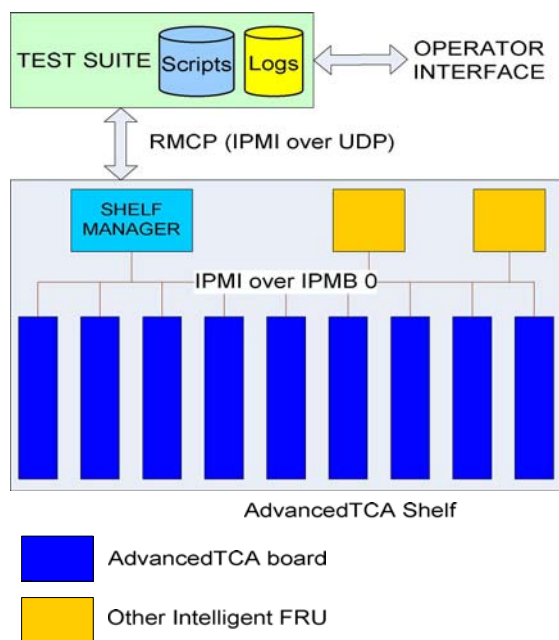 TEST SUITE
Scripts
Logs
OPERATOR
INTERFACE
RMCP (IPMI over UDP)
SHELF
MANAGER
IPMI over IPMB 0
AdvancedTCA Shelf
AdvancedTCA board
Other Intelligent FRU